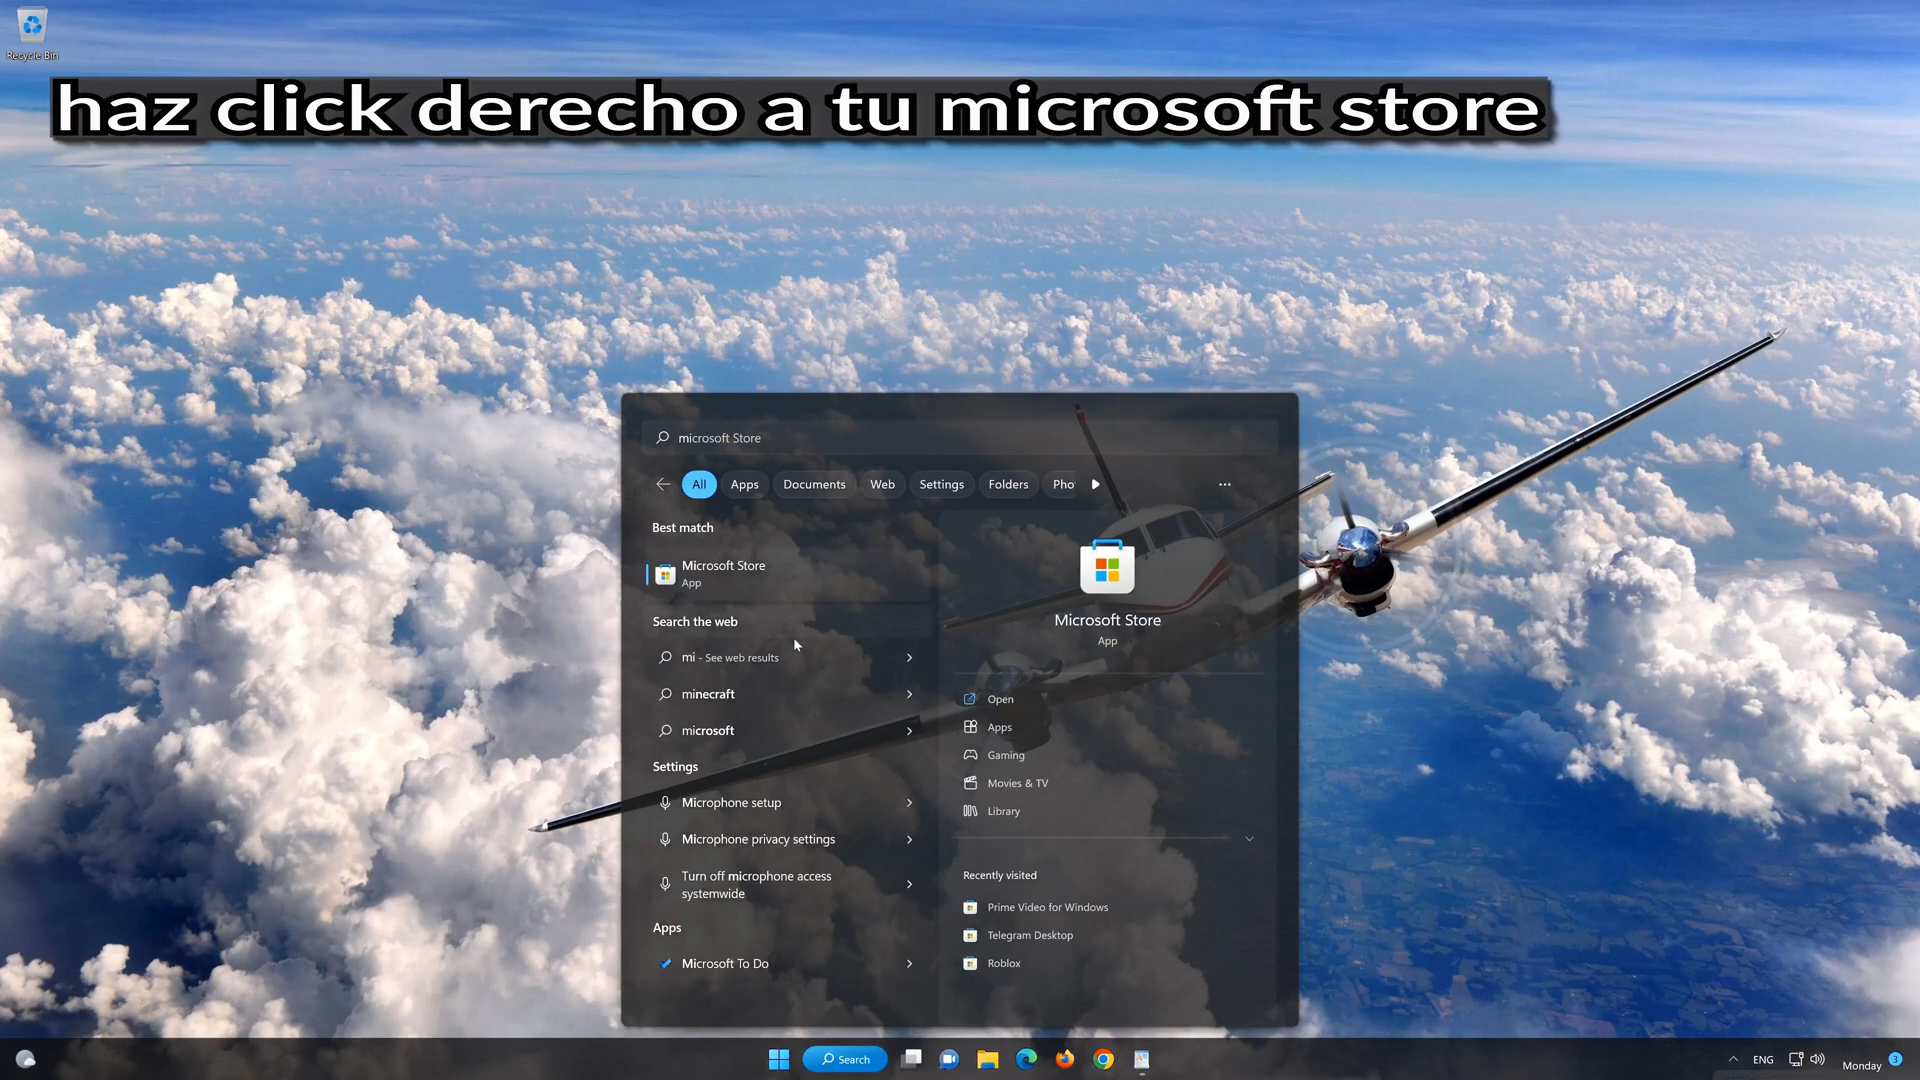 Recycle Bin
haz click derecho a tu microsoft store
microsoft Store
All Apps Documents Web Settings Folders Pho
Best match
Microsoft Store
App
Search the web
mi - See web results
minecraft
microsoft
Settings
Microphone setup
Microphone privacy settings
Turn off microphone access
systemwide
Apps
Microsoft To Do
Microsoft Store
App
Open
Apps
Gaming
Movies & TV
Library
Recently visited
Prime Video for Windows
Telegram Desktop
Roblox
Search
ENG
Monday 3